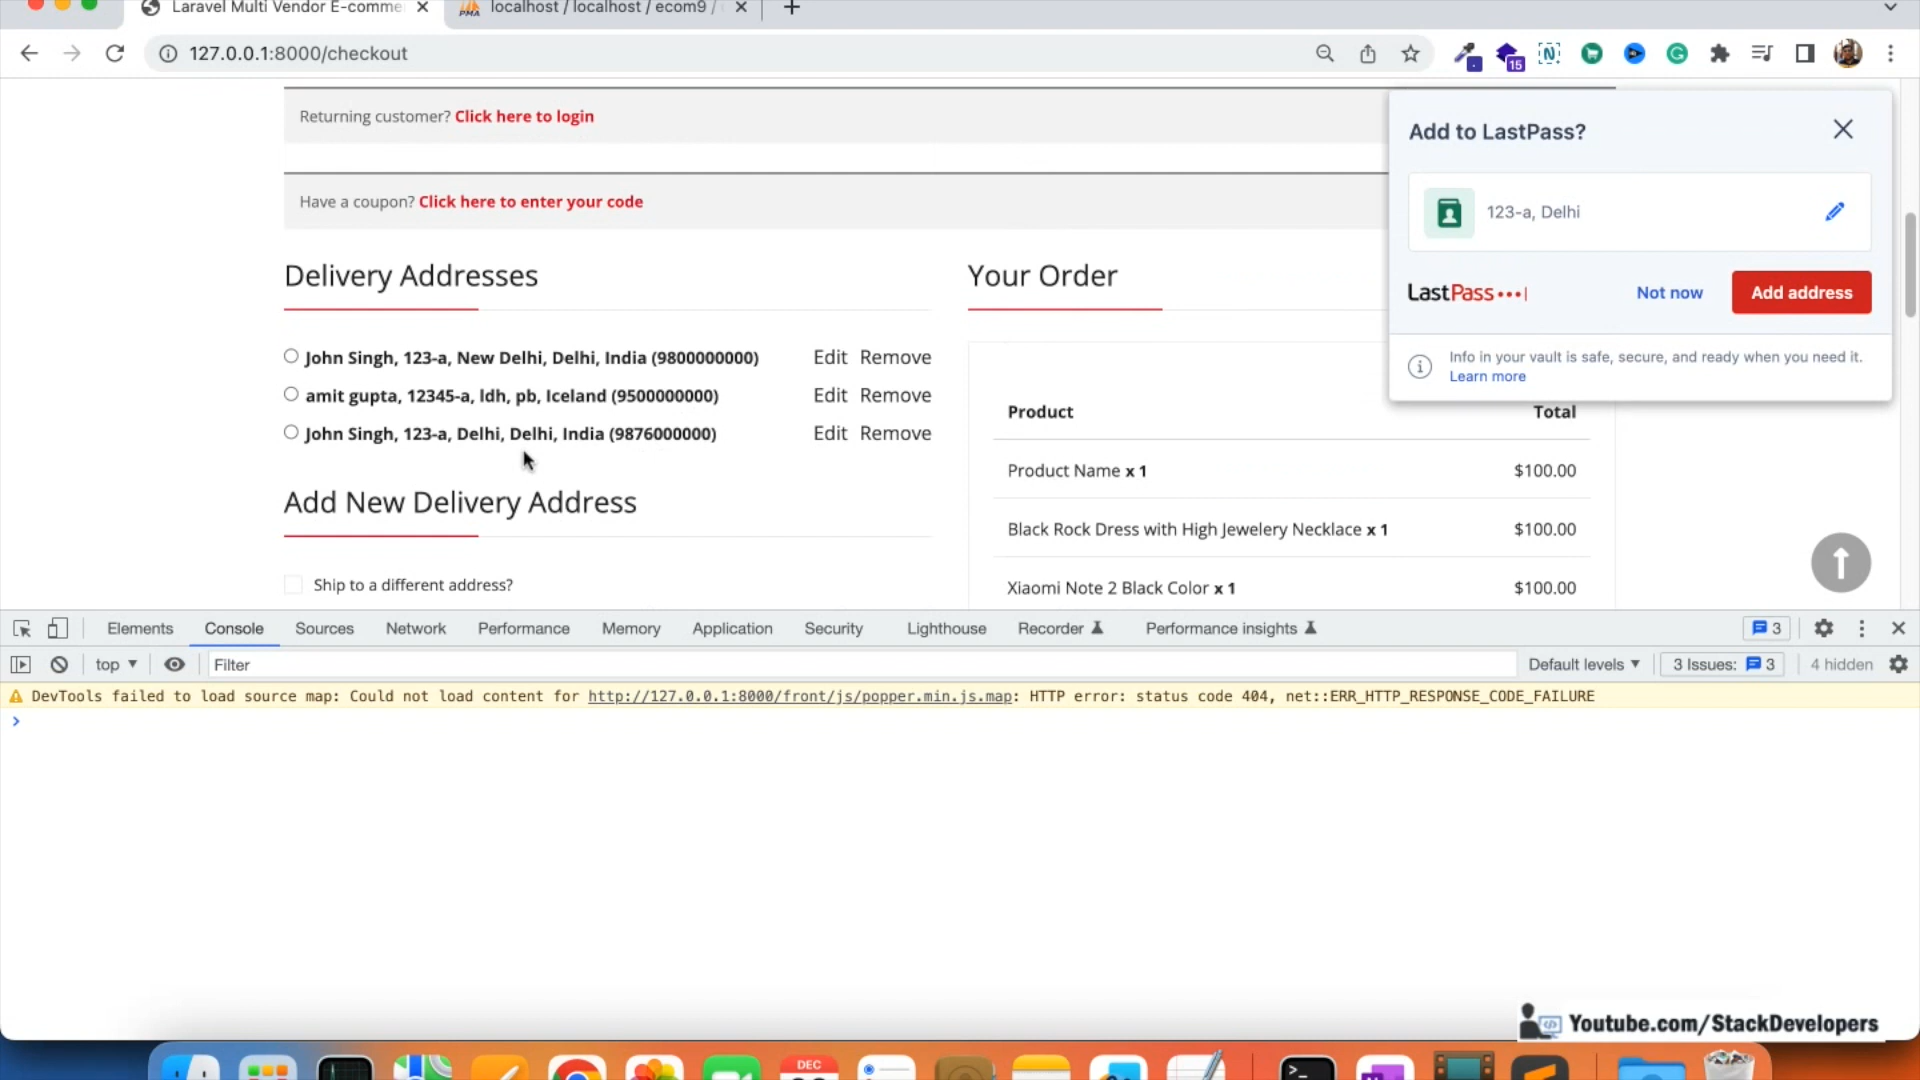 Laravel Multi Vendor E-comme
localhost / localhost / ecom9 /
PMA
127.0.0.1:8000/checkout
15
Returning customer? Click here to login
Have a coupon? Click here to enter your code
Add to LastPass?
123-a, Delhi
LastPass
Not now
Add address
Info in your vault is safe, secure, and ready when you need it.
Learn more
Delivery Addresses
John Singh, 123-a, New Delhi, Delhi, India (9800000000) Edit Remove
amit gupta, 12345-a, ldh, pb, Iceland (9500000000) Edit Remove
John Singh, 123-a, Delhi, Delhi, India (9876000000) Edit Remove
Add New Delivery Address
Ship to a different address?
Your Order
Product Total
Product Name x 1 $100.00
Black Rock Dress with High Jewelery Necklace x 1 $100.00
Xiaomi Note 2 Black Color x 1 $100.00
Elements Console Sources Network Performance Memory Application Security Lighthouse Recorder Performance insights 3
top Filter Default levels 3 Issues: 3 4 hidden
DevTools failed to load source map: Could not load content for http://127.0.0.1:8000/front/js/popper.min.js.map: HTTP error: status code 404, net::ERR_HTTP_RESPONSE_CODE_FAILURE
Youtube.com/StackDevelopers
DEC